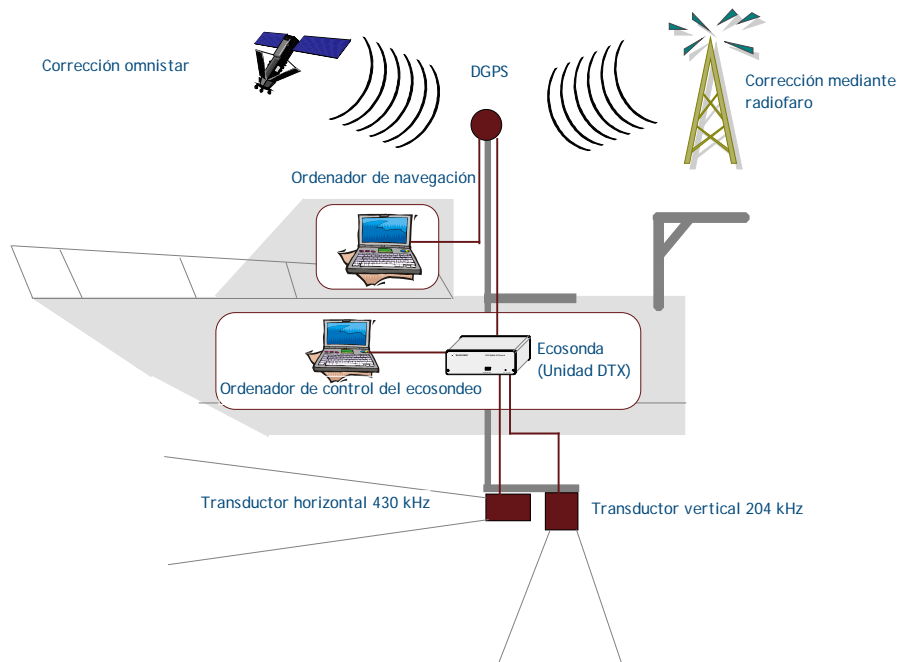 Corrección omnistar
DGPS
Corrección mediante
radiofaro
Ordenador de navegación
Ecosonda
(Unidad DTX)
Ordenador de control del ecosondeo
Transductor horizontal 430 kHz
Transductor vertical 204 kHz